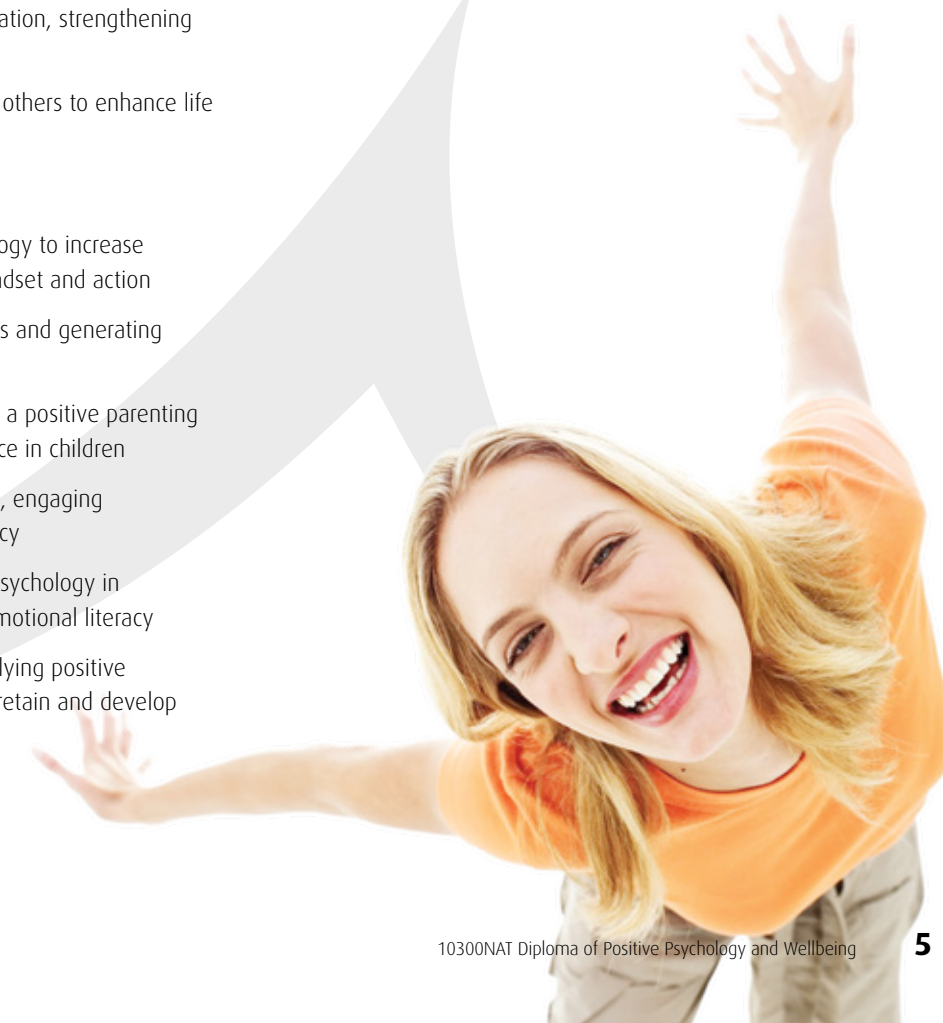 ation, strengthening
others to enhance life
ogy to increase
dset and action
s and generating
a positive parenting
ce in children
, engaging
cy
sychology in
motional literacy
lying positive
retain and develop
10300NAT Diploma of Positive Psychology and Wellbeing 5